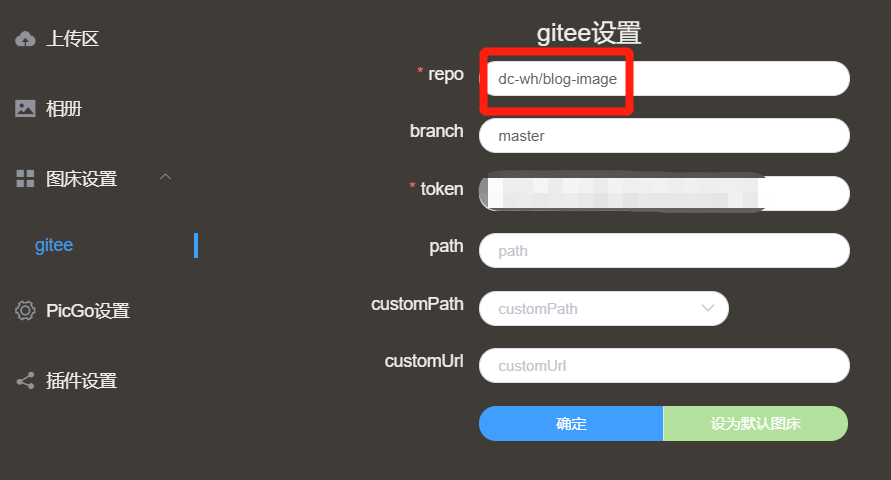 上传区
相册
图床设置
gitee
PicGo设置
插件设置
gitee设置
* repo
dc-wh/blog-image
branch
master
* token
path
path
customPath
customPath
customUrl
customUrl
确定
设为默认图床